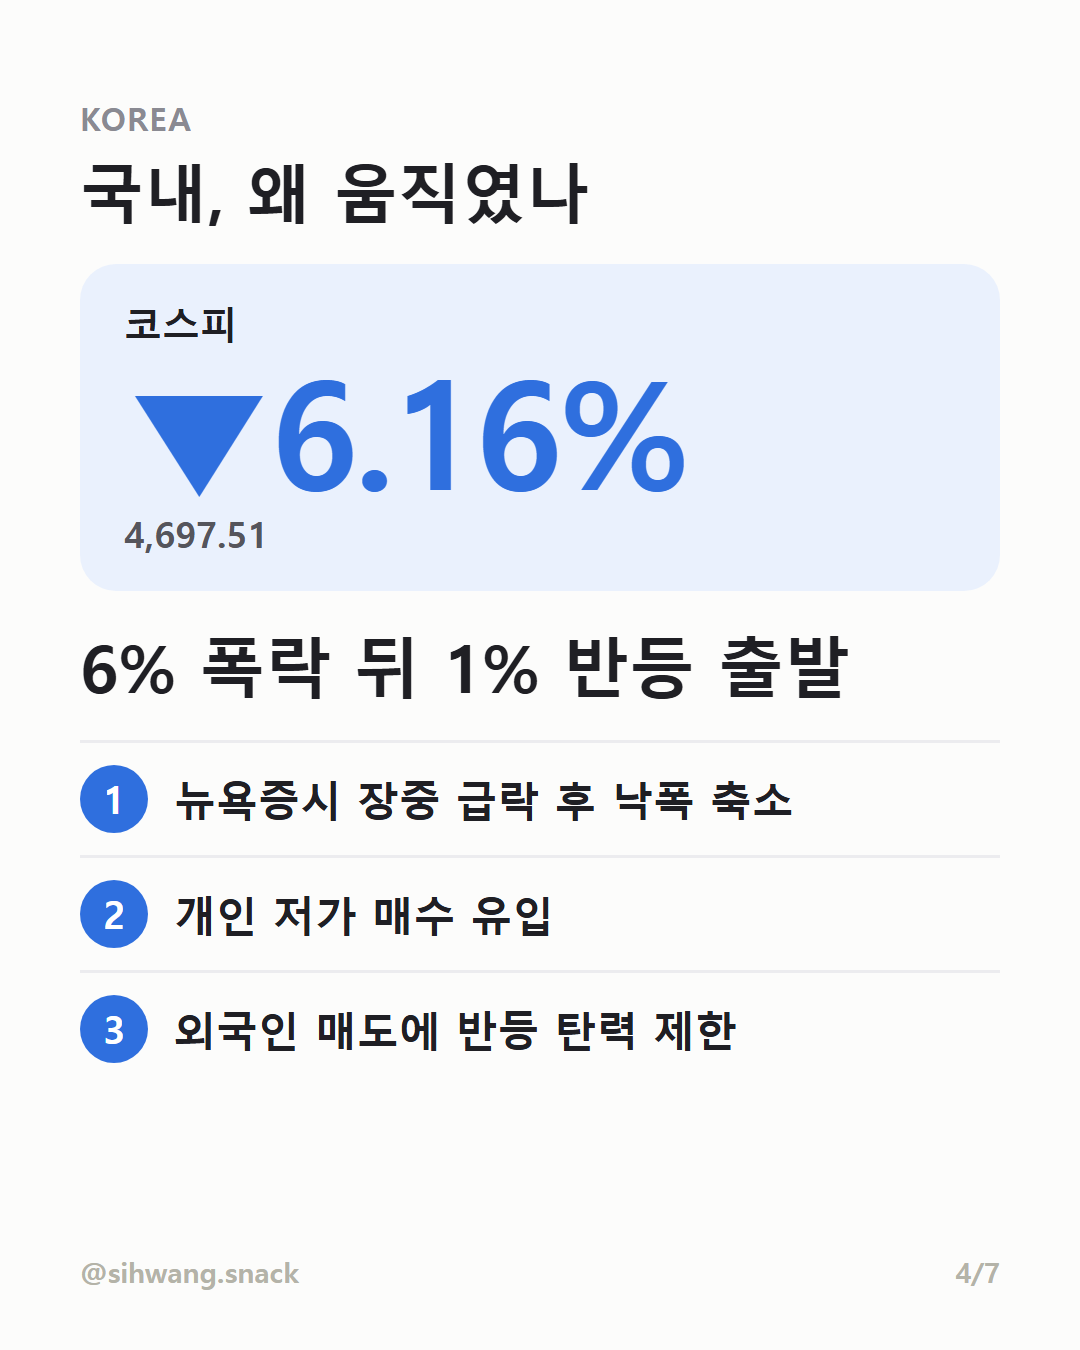 KOREA
국내, 왜 움직였나
코스피
▼6.16%
4,697.51
6% 폭락 뒤 1% 반등 출발
1 뉴욕증시 장중 급락 후 낙폭 축소
2 개인 저가 매수 유입
3 외국인 매도에 반등 탄력 제한
@sihwang.snack
4/7